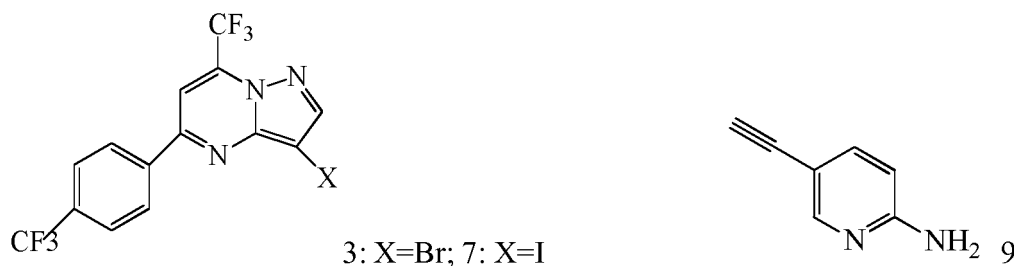 CF₃
N N
N
X
CF3
3: X=Br; 7: X=I
N NH₂ 9